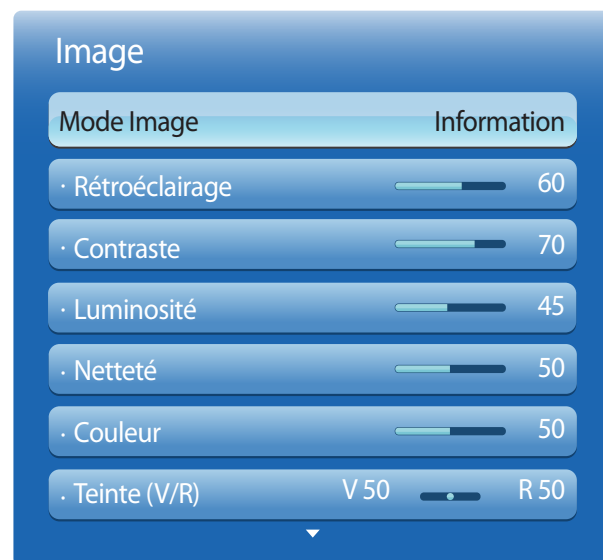 Image
Mode Image Information
· Rétroéclairage 60
· Contraste 70
· Luminosité 45
· Netteté 50
· Couleur 50
· Teinte (V/R) V 50 R 50